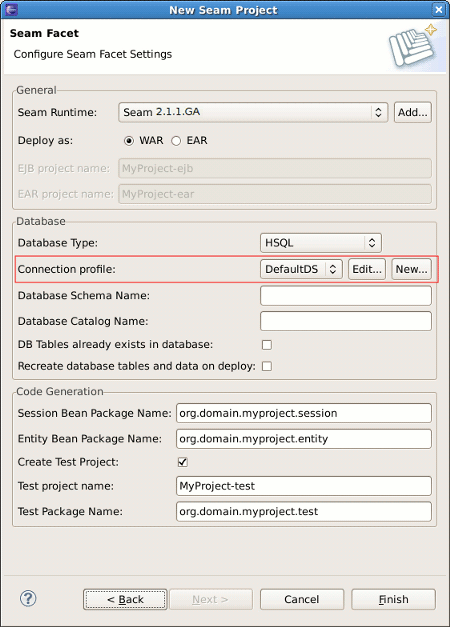 New Seam Project
Seam Facet
Configure Seam Facet Settings
General
Seam Runtime: Seam 2.1.1.GA Add...
Deploy as: WAR EAR
EJB project name: MyProject-ejb
EAR project name: MyProject-ear
Database
Database Type: HSQL
Connection profile: DefaultDS Edit... New...
Database Schema Name:
Database Catalog Name:
DB Tables already exists in database:
Recreate database tables and data on deploy:
Code Generation
Session Bean Package Name: org.domain.myproject.session
Entity Bean Package Name: org.domain.myproject.entity
Create Test Project:
Test project name: MyProject-test
Test Package Name: org.domain.myproject.test
? < Back Next > Cancel Finish